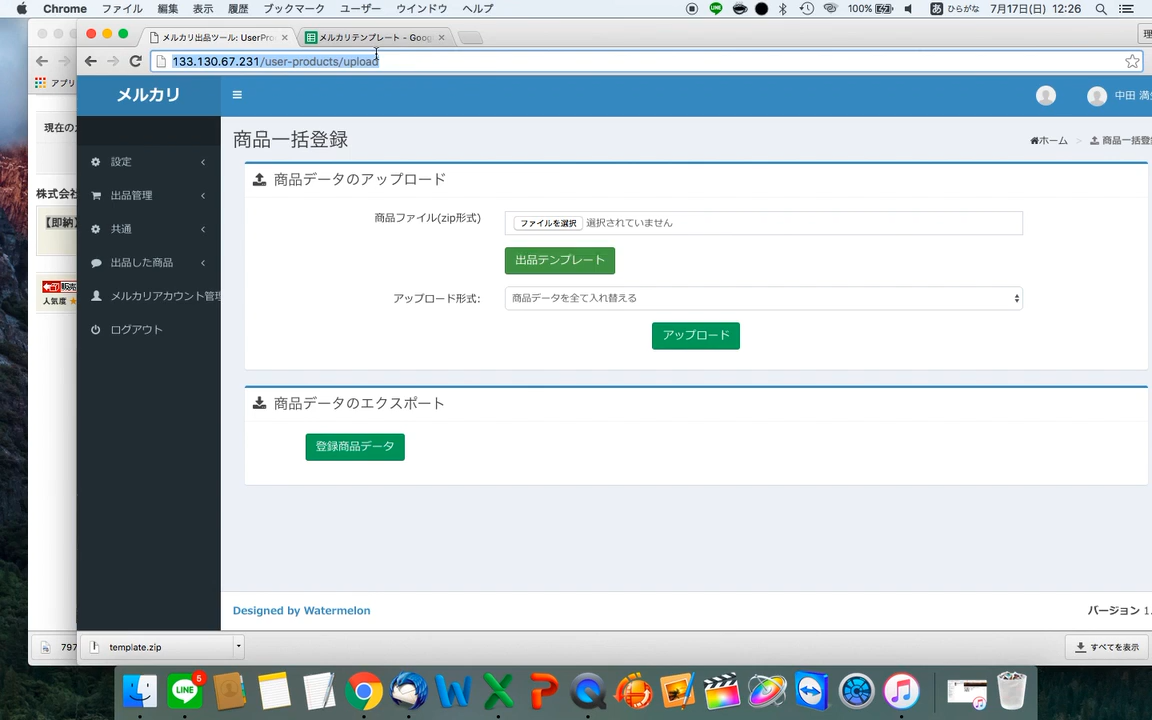 Chrome ファイル 編集 表示 履歴 ブックマーク ユーザー ウインドウ ヘルプ
LINE 100% あ ひらがな 7月17日(日) 12:26
メルカリ出品ツール: UserPro
メルカリテンプレート - Goog
133.130.67.231/user-products/upload
アプリ
メルカリ
中田
現在の
株式会社
【即納】
人気度
設定
出品管理
共通
出品した商品
メルカリアカウント管理
ログアウト
商品一括登録
ホーム > 商品一括登
商品データのアップロード
商品ファイル(zip形式)
ファイルを選択 選択されていません
出品テンプレート
アップロード形式:
商品データを全て入れ替える
アップロード
商品データのエクスポート
登録商品データ
Designed by Watermelon
バージョン 1.
797
template.zip
すべてを表示
LINE
5